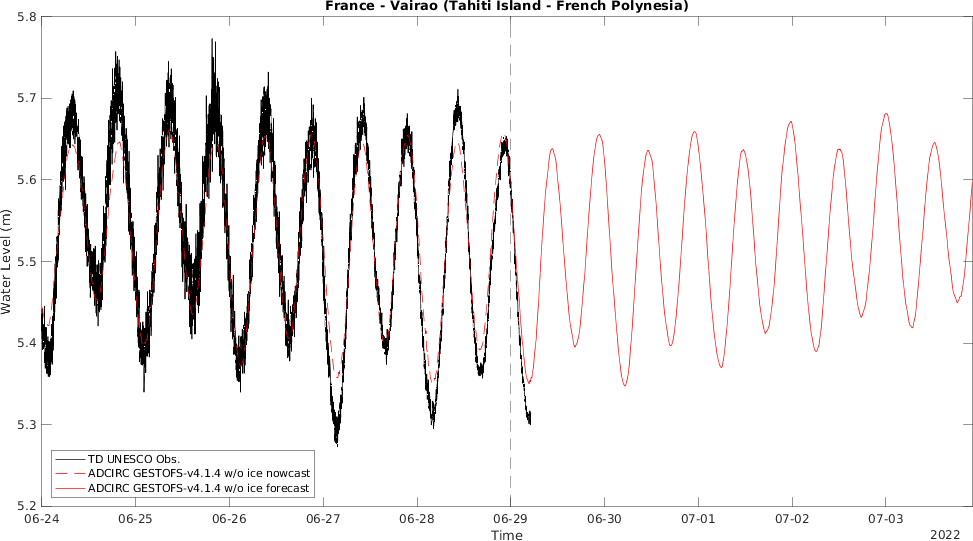 France - Vairao (Tahiti Island - French Polynesia)
5.8
5.7
5.6
5.5
5.4
5.3
5.2
Water Level (m)
TD UNESCO Obs.
ADCIRC GESTOFS-v4.1.4 w/o ice nowcast
ADCIRC GESTOFS-v4.1.4 w/o ice forecast
06-24 06-25 06-26 06-27 06-28 06-29 06-30 07-01 07-02 07-03
Time
2022